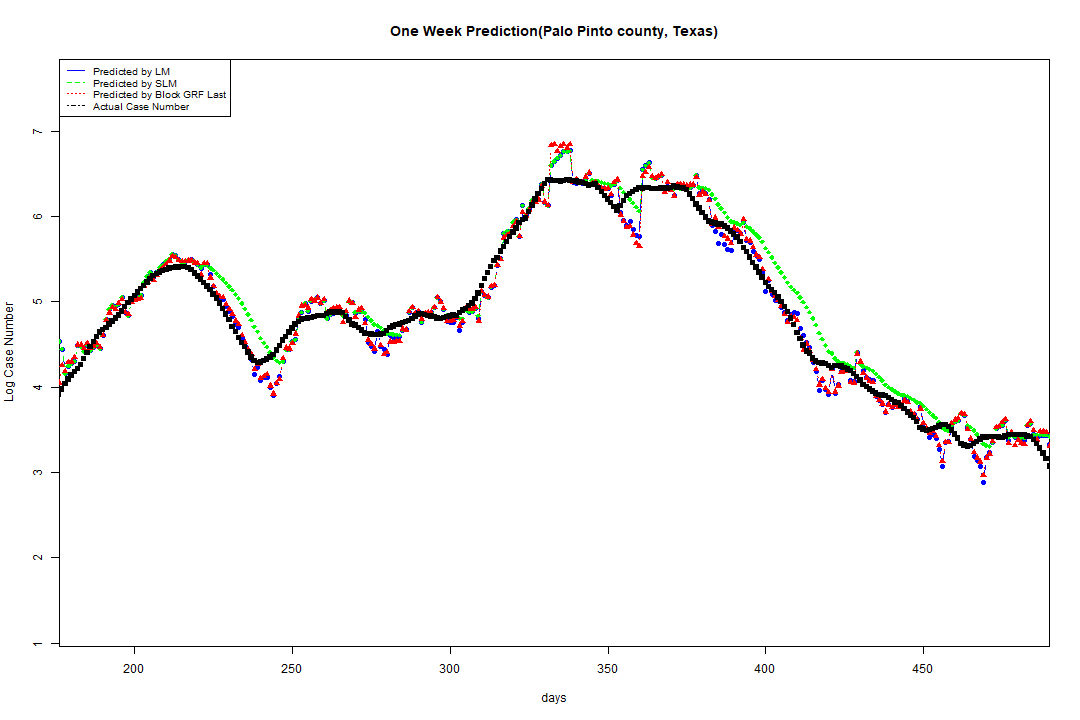 One Week Prediction(Palo Pinto county, Texas)
Predicted by LM
Predicted by SLM
Predicted by Block GRF Last
Actual Case Number
7
6
5
4
3
2
1
Log Case Number
200 250 300 350 400 450
days